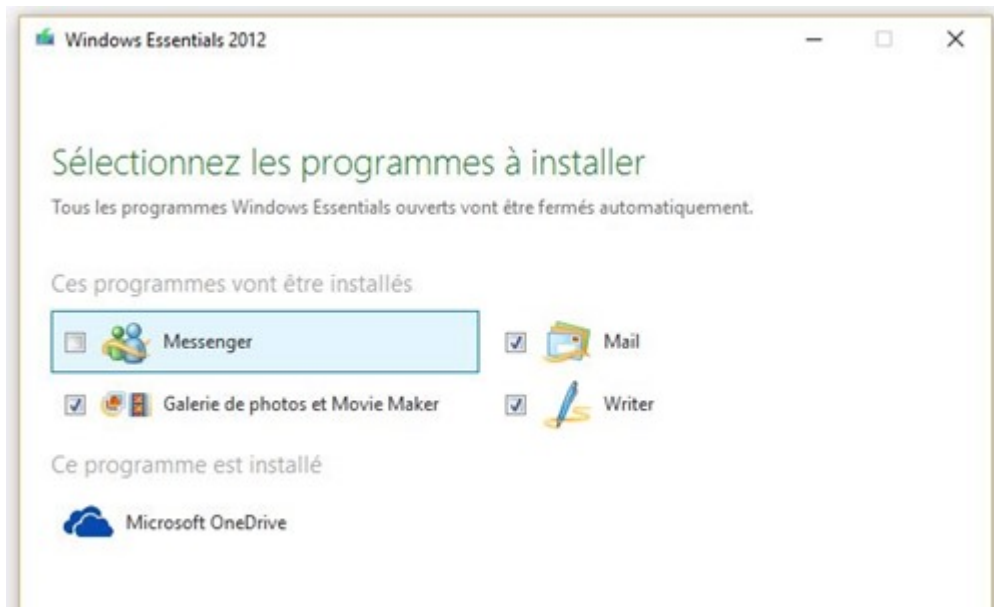 Windows Essentials 2012
Sélectionnez les programmes à installer
Tous les programmes Windows Essentials ouverts vont être fermés automatiquement.
Ces programmes vont être installés
Messenger
Mail
Galerie de photos et Movie Maker
Writer
Ce programme est installé
Microsoft OneDrive